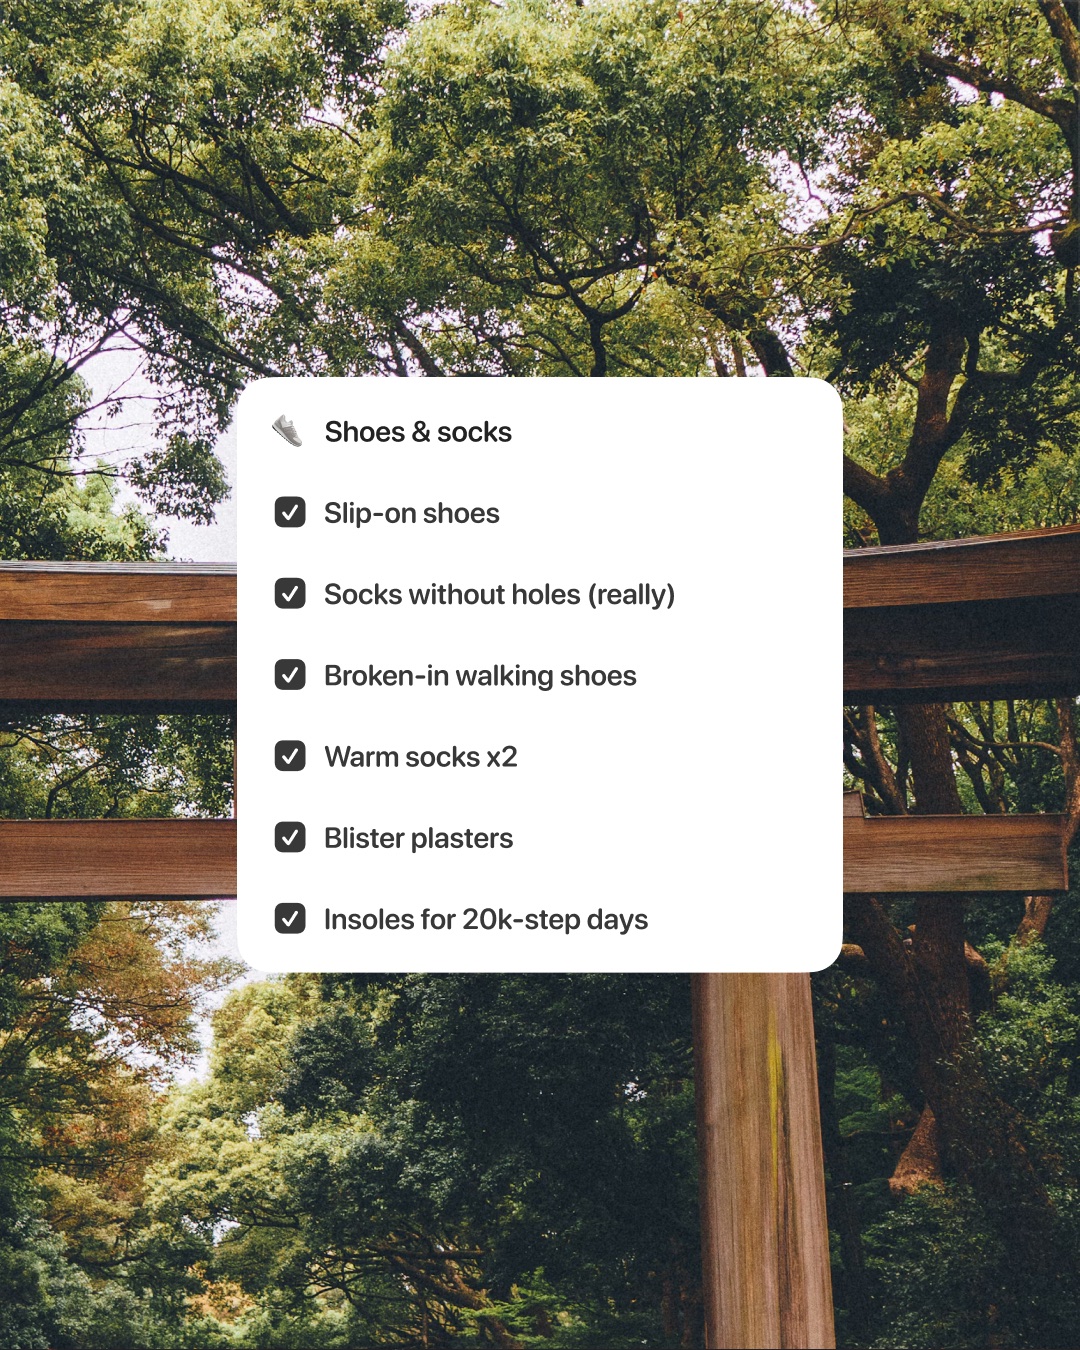 Shoes & socks
Slip-on shoes
Socks without holes (really)
Broken-in walking shoes
Warm socks x2
Blister plasters
Insoles for 20k-step days